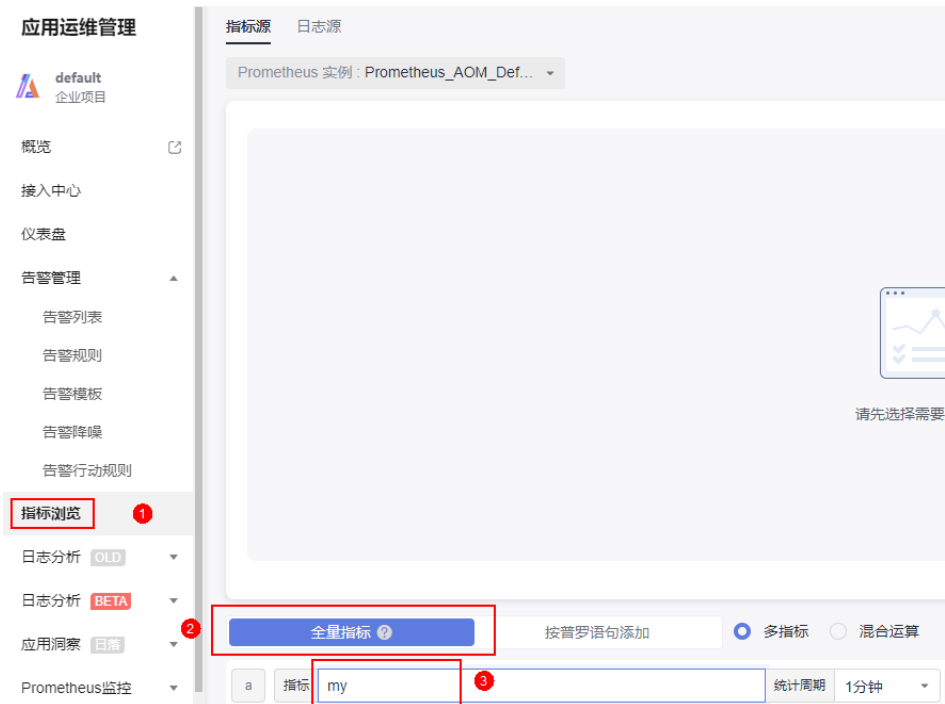 应用运维管理
default
企业项目
概览
接入中心
仪表盘
告警管理
告警列表
告警规则
告警模板
告警降噪
告警行动规则
指标浏览
1
日志分析 OLD
日志分析 BETA
应用洞察 日落
Prometheus监控
指标源 日志源
Prometheus 实例 : Prometheus_AOM_Def...
请先选择需要
2
全量指标 ? 按普罗语句添加 多指标 混合运算
a 指标 my 3 统计周期 1分钟